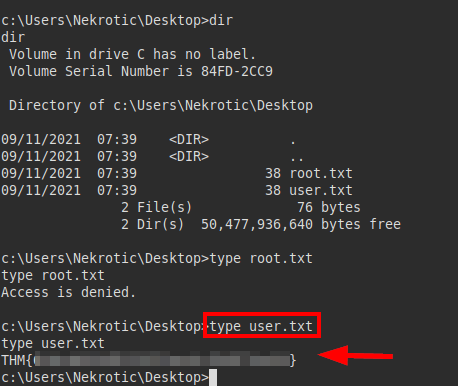 c:\Users\Nekrotic\Desktop>dir
dir
 Volume in drive C has no label.
 Volume Serial Number is 84FD-2CC9

 Directory of c:\Users\Nekrotic\Desktop

09/11/2021  07:39    <DIR>          .
09/11/2021  07:39    <DIR>          ..
09/11/2021  07:39                38 root.txt
09/11/2021  07:39                38 user.txt
               2 File(s)             76 bytes
               2 Dir(s)  50,477,936,640 bytes free

c:\Users\Nekrotic\Desktop>type root.txt
type root.txt
Access is denied.

c:\Users\Nekrotic\Desktop>type user.txt
type user.txt
THM{ }
c:\Users\Nekrotic\Desktop>